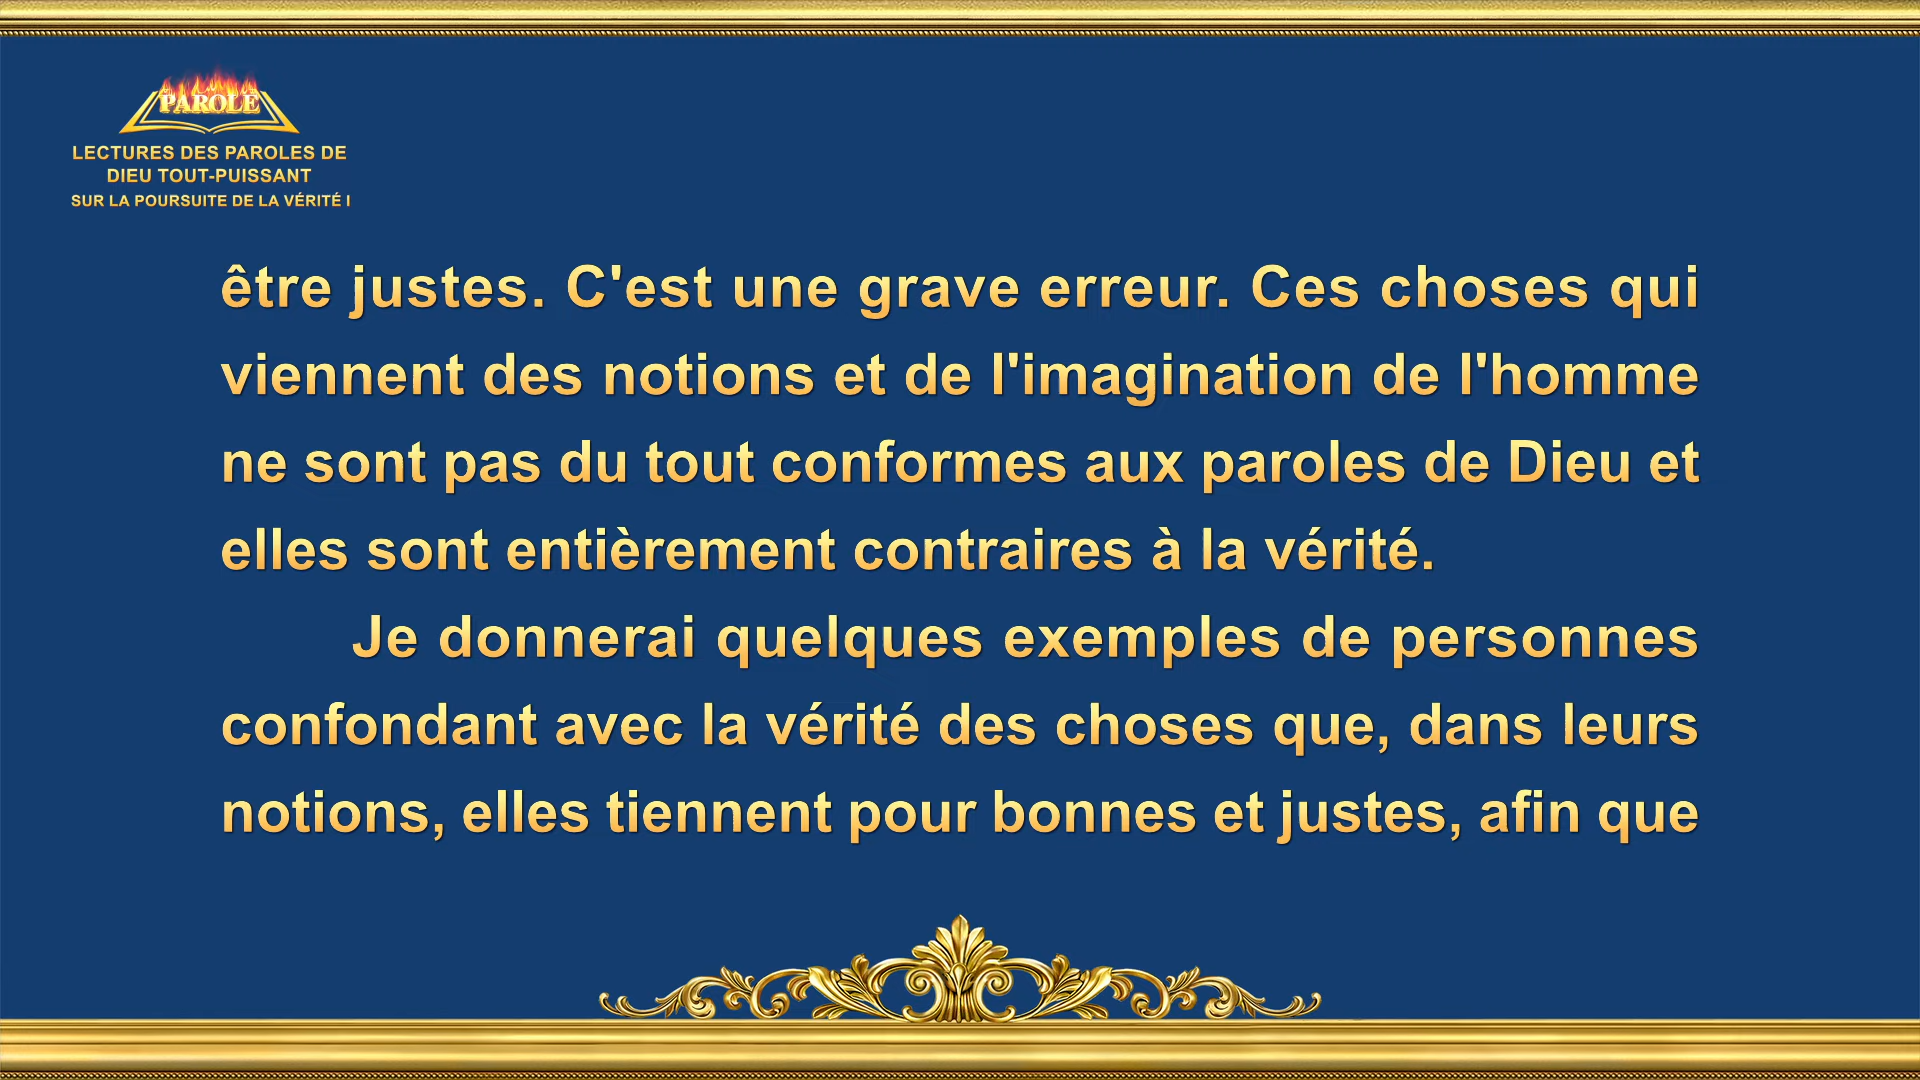 PAROLE
LECTURES DES PAROLES DE
DIEU TOUT-PUISSANT
SUR LA POURSUITE DE LA VÉRITÉ I
être justes. C'est une grave erreur. Ces choses qui
viennent des notions et de l'imagination de l'homme
ne sont pas du tout conformes aux paroles de Dieu et
elles sont entièrement contraires à la vérité.
Je donnerai quelques exemples de personnes
confondant avec la vérité des choses que, dans leurs
notions, elles tiennent pour bonnes et justes, afin que